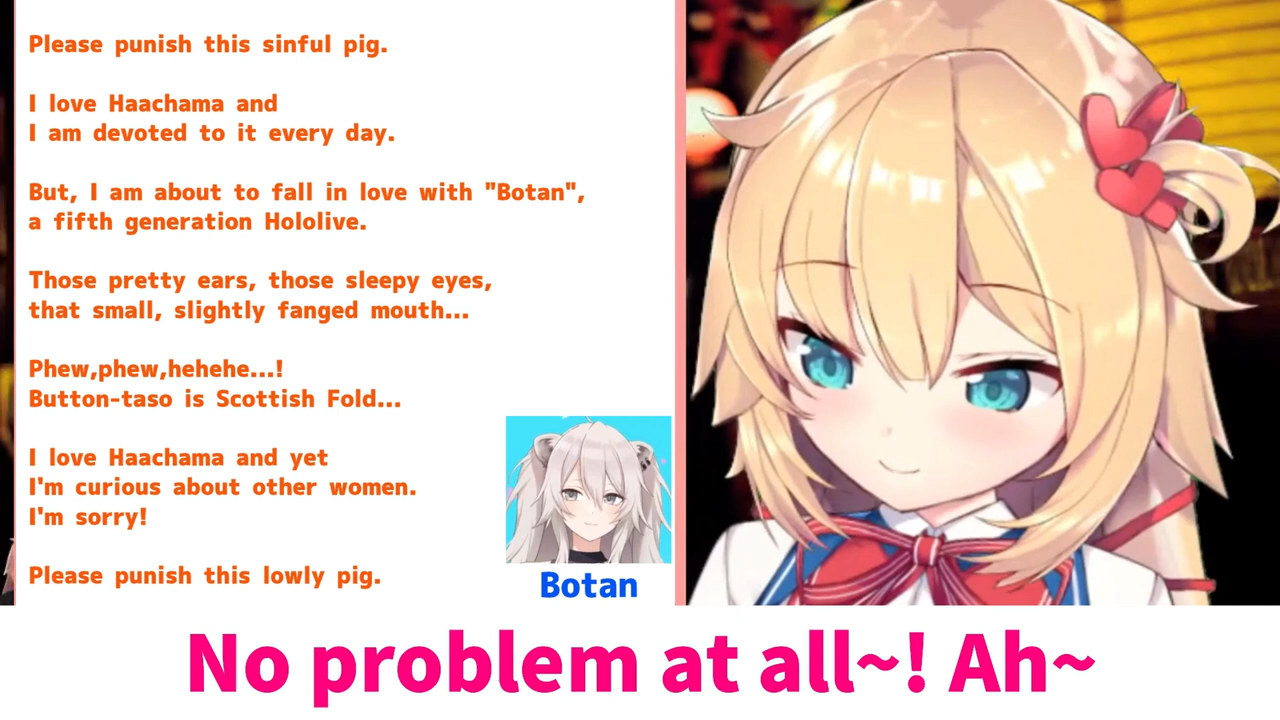 Please punish this sinful pig.
I love Haachama and
I am devoted to it every day.
But, I am about to fall in love with "Botan",
a fifth generation Hololive.
Those pretty ears, those sleepy eyes,
that small, slightly fanged mouth...
Phew,phew,hehehe...!
Button-taso is Scottish Fold...
I love Haachama and yet
I'm curious about other women.
I'm sorry!
Please punish this lowly pig.
Botan
No problem at all~! Ah~